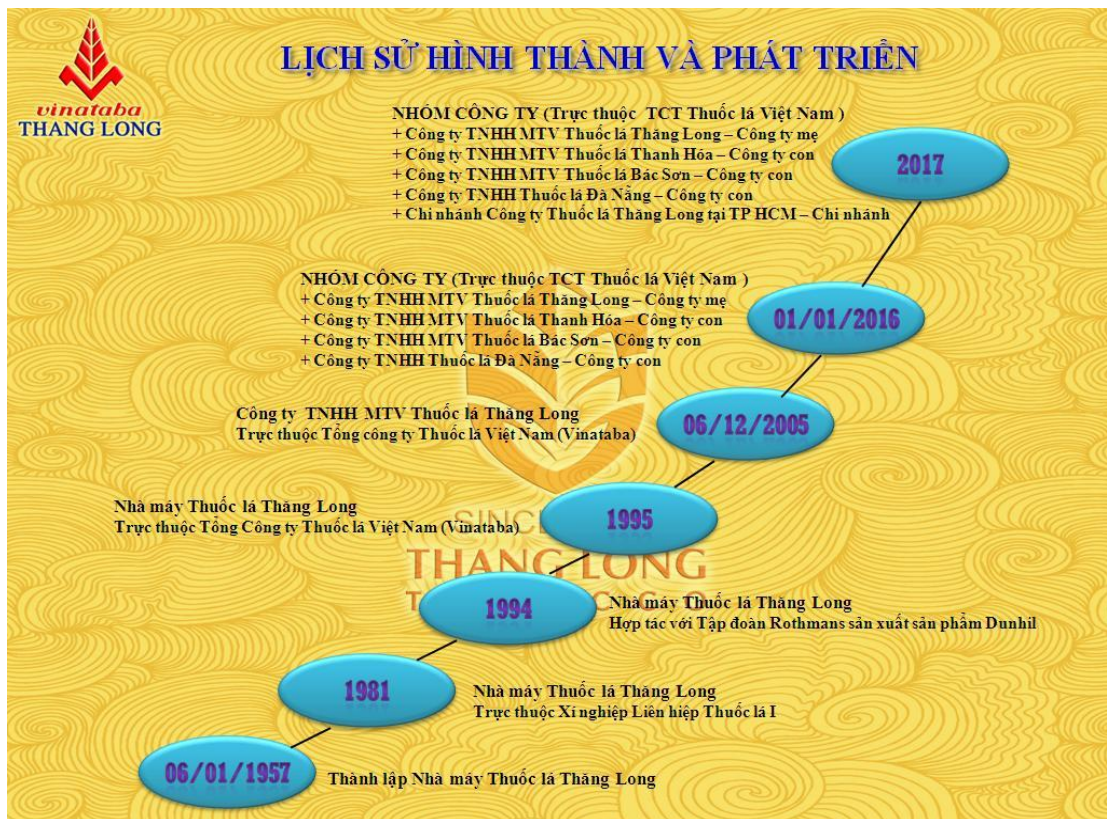 vinataba
THANG LONG
LỊCH SỬ HÌNH THÀNH VÀ PHÁT TRIỂN
NHÓM CÔNG TY (Trực thuộc TCT Thuốc lá Việt Nam )
+ Công ty TNHH MTV Thuốc lá Thăng Long – Công ty mẹ
+ Công ty TNHH MTV Thuốc lá Thanh Hóa – Công ty con
+ Công ty TNHH MTV Thuốc lá Bác Sơn – Công ty con
+ Công ty TNHH Thuốc lá Đà Nẵng – Công ty con
+ Chi nhánh Công ty Thuốc lá Thăng Long tại TP HCM – Chi nhánh
2017
NHÓM CÔNG TY (Trực thuộc TCT Thuốc lá Việt Nam )
+ Công ty TNHH MTV Thuốc lá Thăng Long – Công ty mẹ
+ Công ty TNHH MTV Thuốc lá Thanh Hóa – Công ty con
+ Công ty TNHH MTV Thuốc lá Bác Sơn – Công ty con
+ Công ty TNHH Thuốc lá Đà Nẵng – Công ty con
01/01/2016
Công ty TNHH MTV Thuốc lá Thăng Long
Trực thuộc Tổng công ty Thuốc lá Việt Nam (Vinataba)
06/12/2005
Nhà máy Thuốc lá Thăng Long
Trực thuộc Tổng Công ty Thuốc lá Việt Nam (Vinataba)
1995
SINCE
THANG LONG
1994
Nhà máy Thuốc lá Thăng Long
Hợp tác với Tập đoàn Rothmans sản xuất sản phẩm Dunhil
1981
Nhà máy Thuốc lá Thăng Long
Trực thuộc Xí nghiệp Liên hiệp Thuốc lá I
06/01/1957
Thành lập Nhà máy Thuốc lá Thăng Long